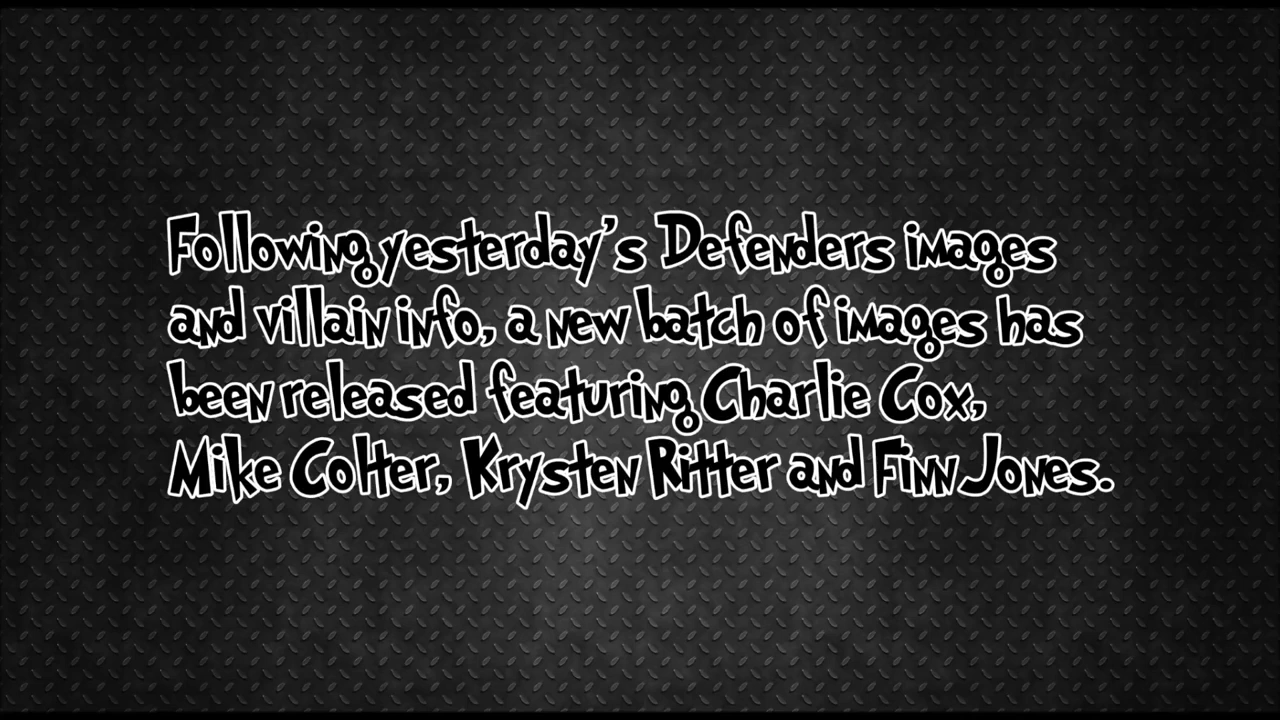 Following yesterday's Defenders images
and villain info, a new batch of images has
been released featuring Charlie Cox,
Mike Colter, Krysten Ritter and Finn Jones.